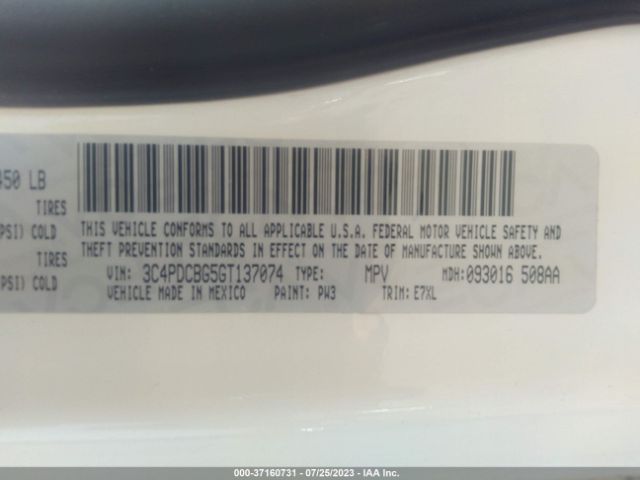 450 LB
TIRES
PSI) COLD
TIRES
PSI) COLD
THIS VEHICLE CONFORMS TO ALL APPLICABLE U.S.A. FEDERAL MOTOR VEHICLE SAFETY AND
THEFT PREVENTION STANDARDS IN EFFECT ON THE DATE OF MANUFACTURE SHOWN ABOVE.
VIN: 3C4PDCBG5GT137074 TYPE: MPV MDH: 093016 508AA
VEHICLE MADE IN MEXICO PAINT: PW3 TRIM: E7XL
000-37160731 - 07/25/2023 - IAA Inc.